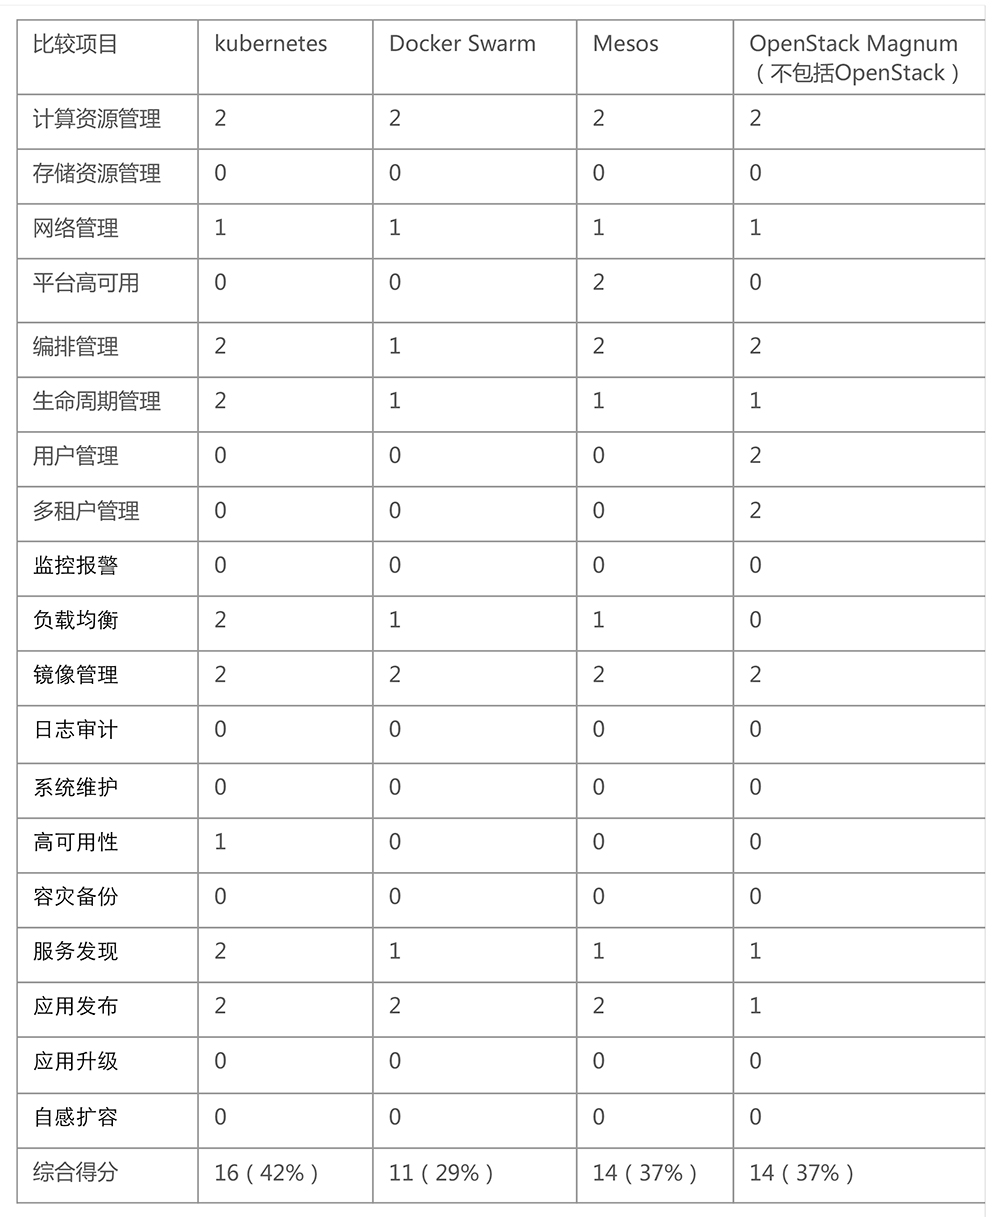 比较项目 kubernetes Docker Swarm Mesos OpenStack Magnum
（不包括OpenStack）
计算资源管理 2 2 2 2
存储资源管理 0 0 0 0
网络管理 1 1 1 1
平台高可用 0 0 2 0
编排管理 2 1 2 2
生命周期管理 2 1 1 1
用户管理 0 0 0 2
多租户管理 0 0 0 2
监控报警 0 0 0 0
负载均衡 2 1 1 0
镜像管理 2 2 2 2
日志审计 0 0 0 0
系统维护 0 0 0 0
高可用性 1 0 0 0
容灾备份 0 0 0 0
服务发现 2 1 1 1
应用发布 2 2 2 1
应用升级 0 0 0 0
自感扩容 0 0 0 0
综合得分 16（42%） 11（29%） 14（37%） 14（37%）